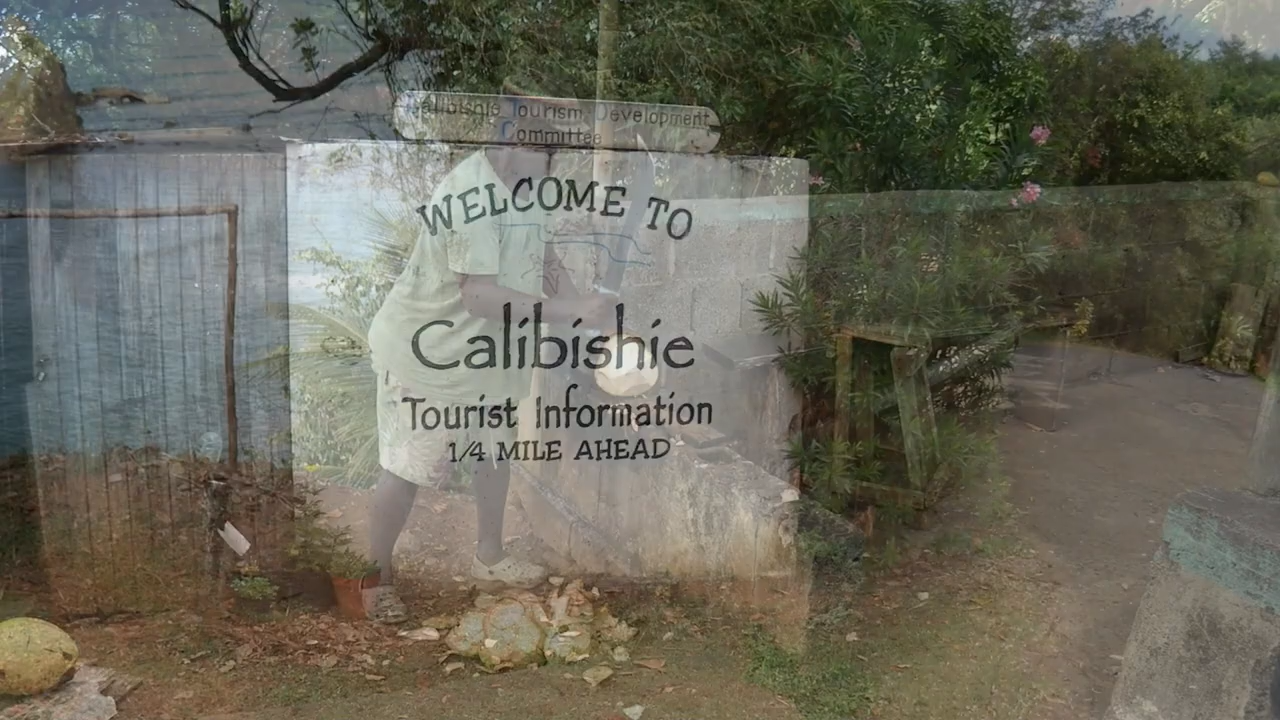 Calibishie Tourism Development
Committee
WELCOME TO
Calibishie
Tourist Information
1/4 MILE AHEAD